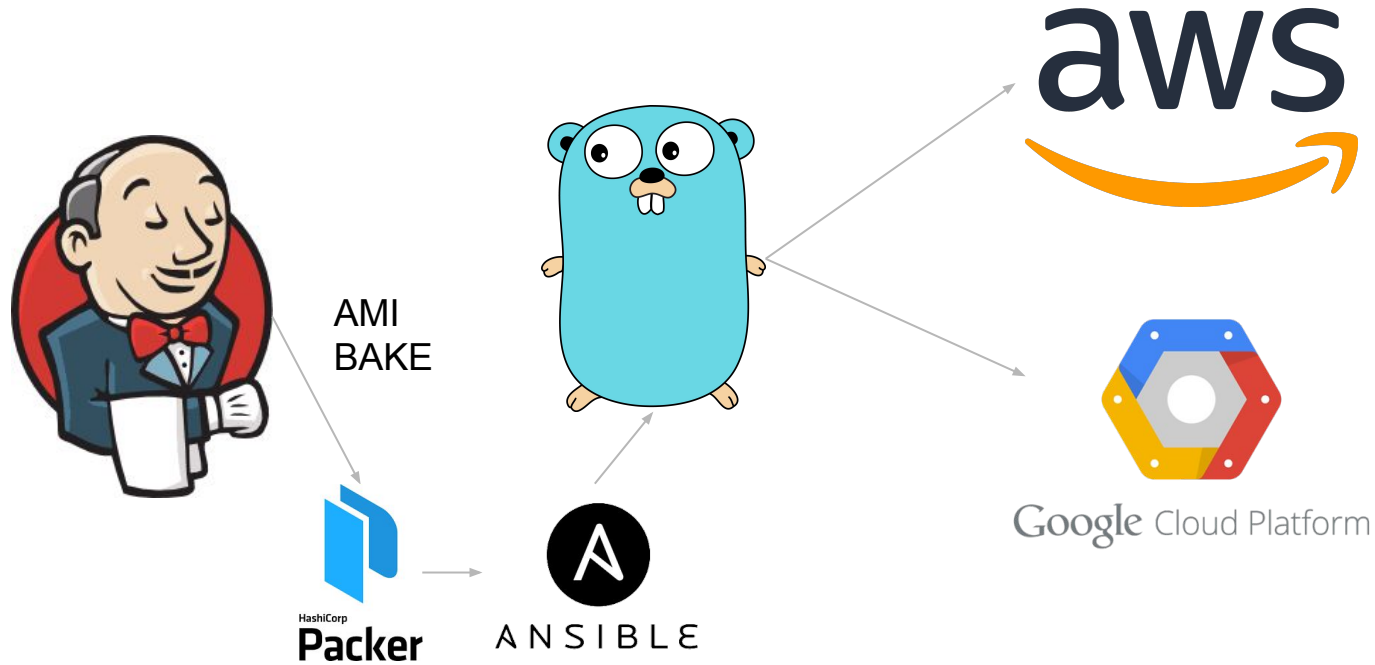 aws
AMI
BAKE
HashiCorp
Packer
ANSIBLE
Google Cloud Platform